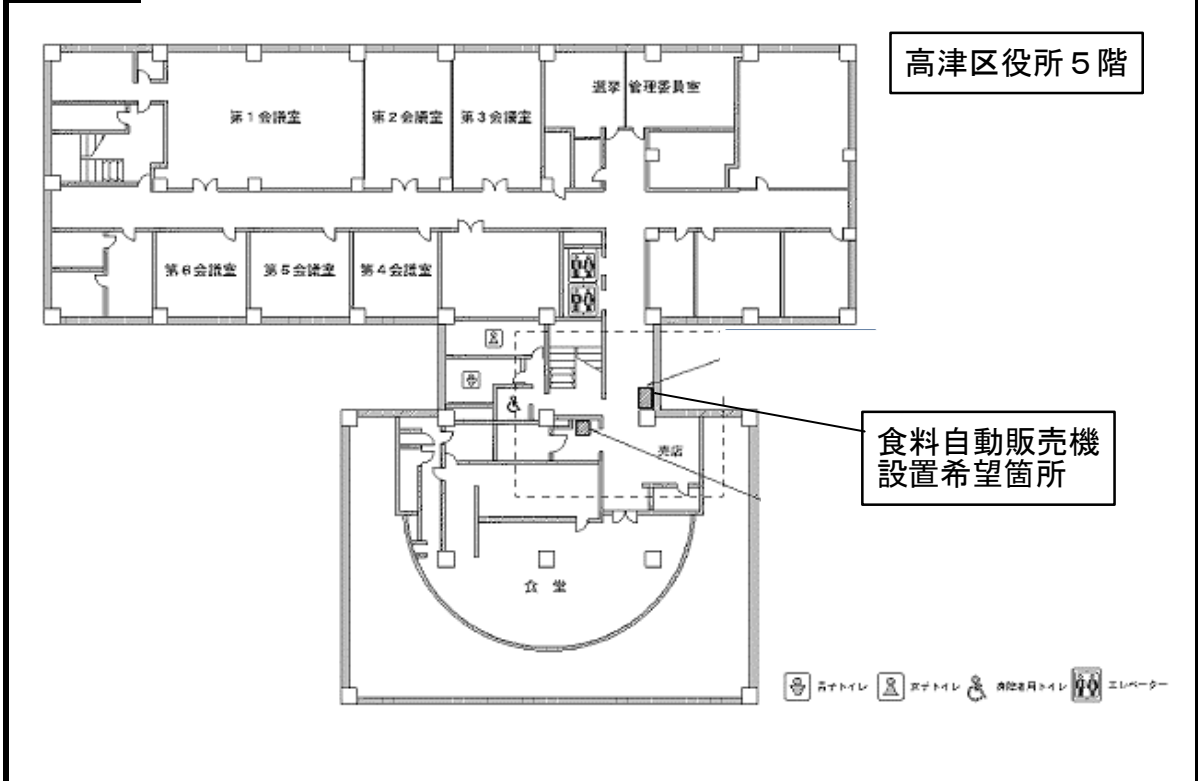 高津区役所５階
第１会議室
第２会議室
第３会議室
選挙管理委員室
第６会議室
第５会議室
第４会議室
食料自動販売機
設置希望箇所
売店
食 堂
男子トイレ
女子トイレ
身障者用トイレ
エレベーター